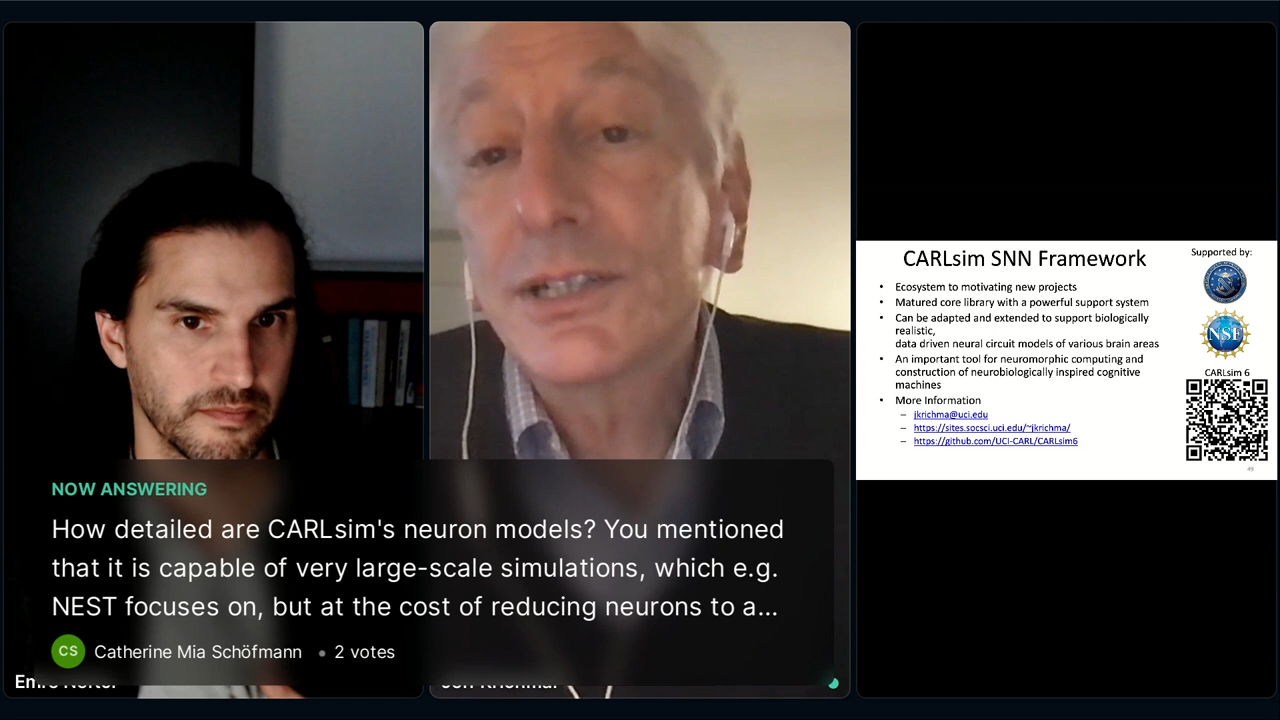 CARLsim SNN Framework
Supported by:
• Ecosystem to motivating new projects
• Matured core library with a powerful support system
• Can be adapted and extended to support biologically
realistic,
data driven neural circuit models of various brain areas
• An important tool for neuromorphic computing and
construction of neurobiologically inspired cognitive
machines
• More Information
– jkrichma@uci.edu
– https://sites.socsci.uci.edu/~jkrichma/
– https://github.com/UCI-CARL/CARLsim6
NSF
CARLsim 6
49
NOW ANSWERING
How detailed are CARLsim's neuron models? You mentioned
that it is capable of very large-scale simulations, which e.g.
NEST focuses on, but at the cost of reducing neurons to a...
CS Catherine Mia Schöfmann • 2 votes